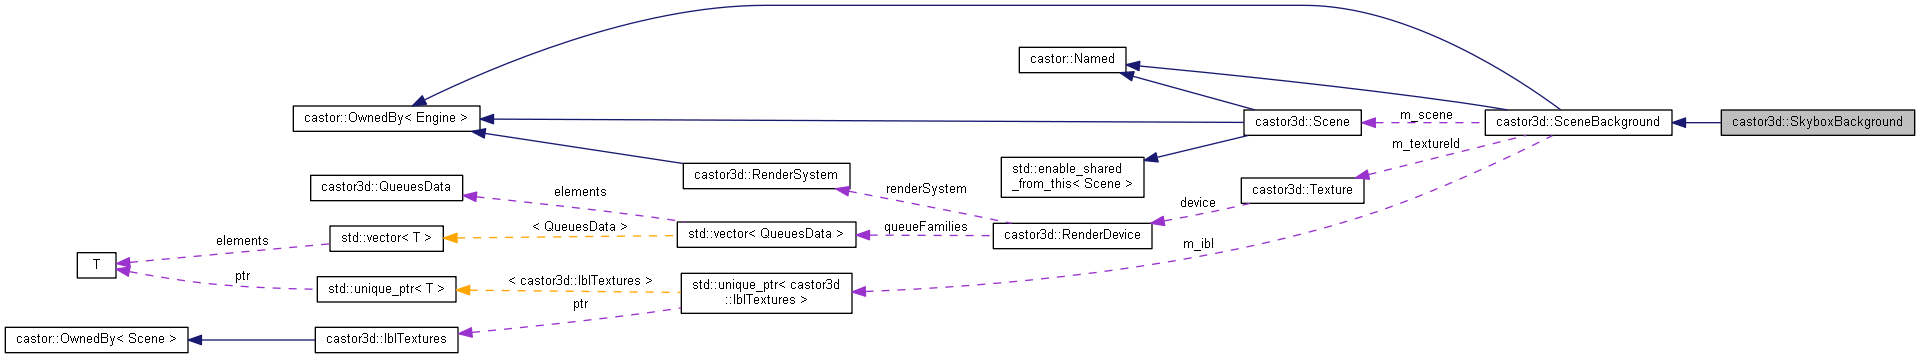 castor::Named
castor::OwnedBy< Engine >
castor3d::Scene
m_scene
castor3d::SceneBackground
castor3d::SkyboxBackground
m_textureId
std::enable_shared
_from_this< Scene >
castor3d::RenderSystem
castor3d::QueuesData
elements
renderSystem
castor3d::Texture
device
< QueuesData >
queueFamilies
std::vector< T >
std::vector< QueuesData >
castor3d::RenderDevice
elements
m_ibl
T
ptr
std::unique_ptr< T >
< castor3d::IblTextures >
std::unique_ptr< castor3d
::IblTextures >
ptr
castor::OwnedBy< Scene >
castor3d::IblTextures